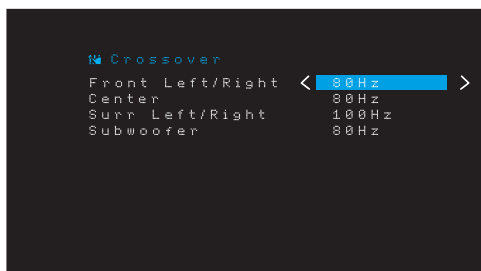 Crossover
Front Left/Right < 80Hz >
Center 80Hz
Surr Left/Right 100Hz
Subwoofer 80Hz